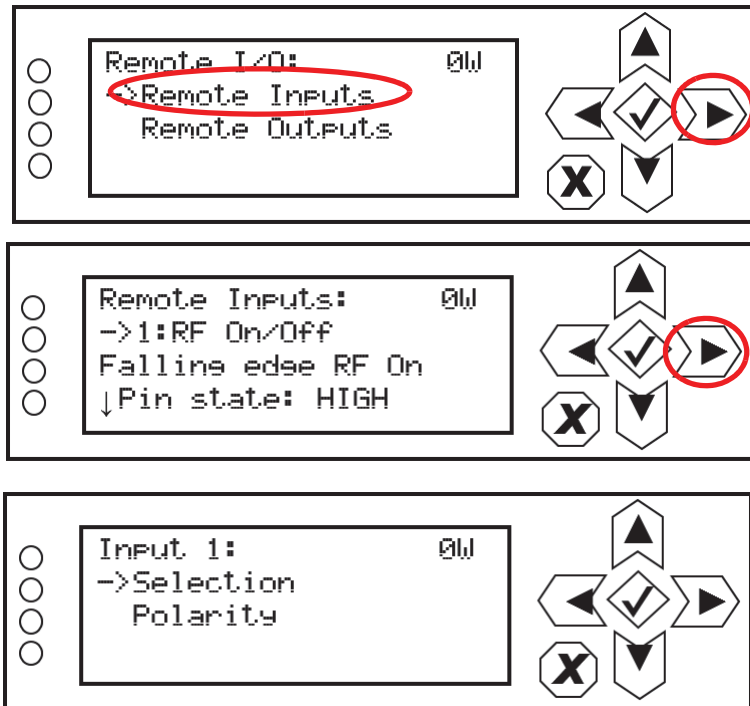 Remote I/O: 0W
->Remote Inputs
Remote Outputs
X
Remote Inputs: 0W
->1:RF On/Off
Falling edge RF On
↓Pin state: HIGH
X
Input 1: 0W
->Selection
Polarity
X